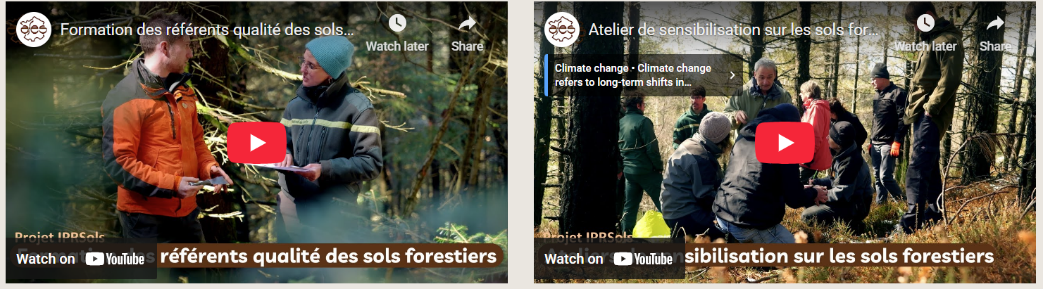 Formation des référents qualité des sols...
Watch later
Share
Projet IPRSols
Watch on YouTube
référents qualité des sols forestiers
Atelier de sensibilisation sur les sols for...
Watch later
Share
Climate change • Climate change
refers to long-term shifts in...
Projet IPRSols
Watch on YouTube
sibilisation sur les sols forestiers